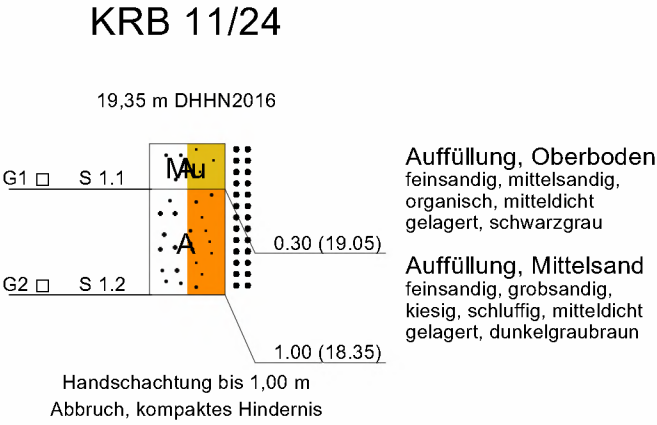 KRB 11/24
19,35 m DHHN2016
Mu
A
G1 S 1.1
0.30 (19.05)
Auffüllung, Oberboden
feinsandig, mittelsandig,
organisch, mitteldicht
gelagert, schwarzgrau
A
G2 S 1.2
1.00 (18.35)
Auffüllung, Mittelsand
feinsandig, grobsandig,
kiesig, schluffig, mitteldicht
gelagert, dunkelgraubraun
Handschachtung bis 1,00 m
Abbruch, kompaktes Hindernis